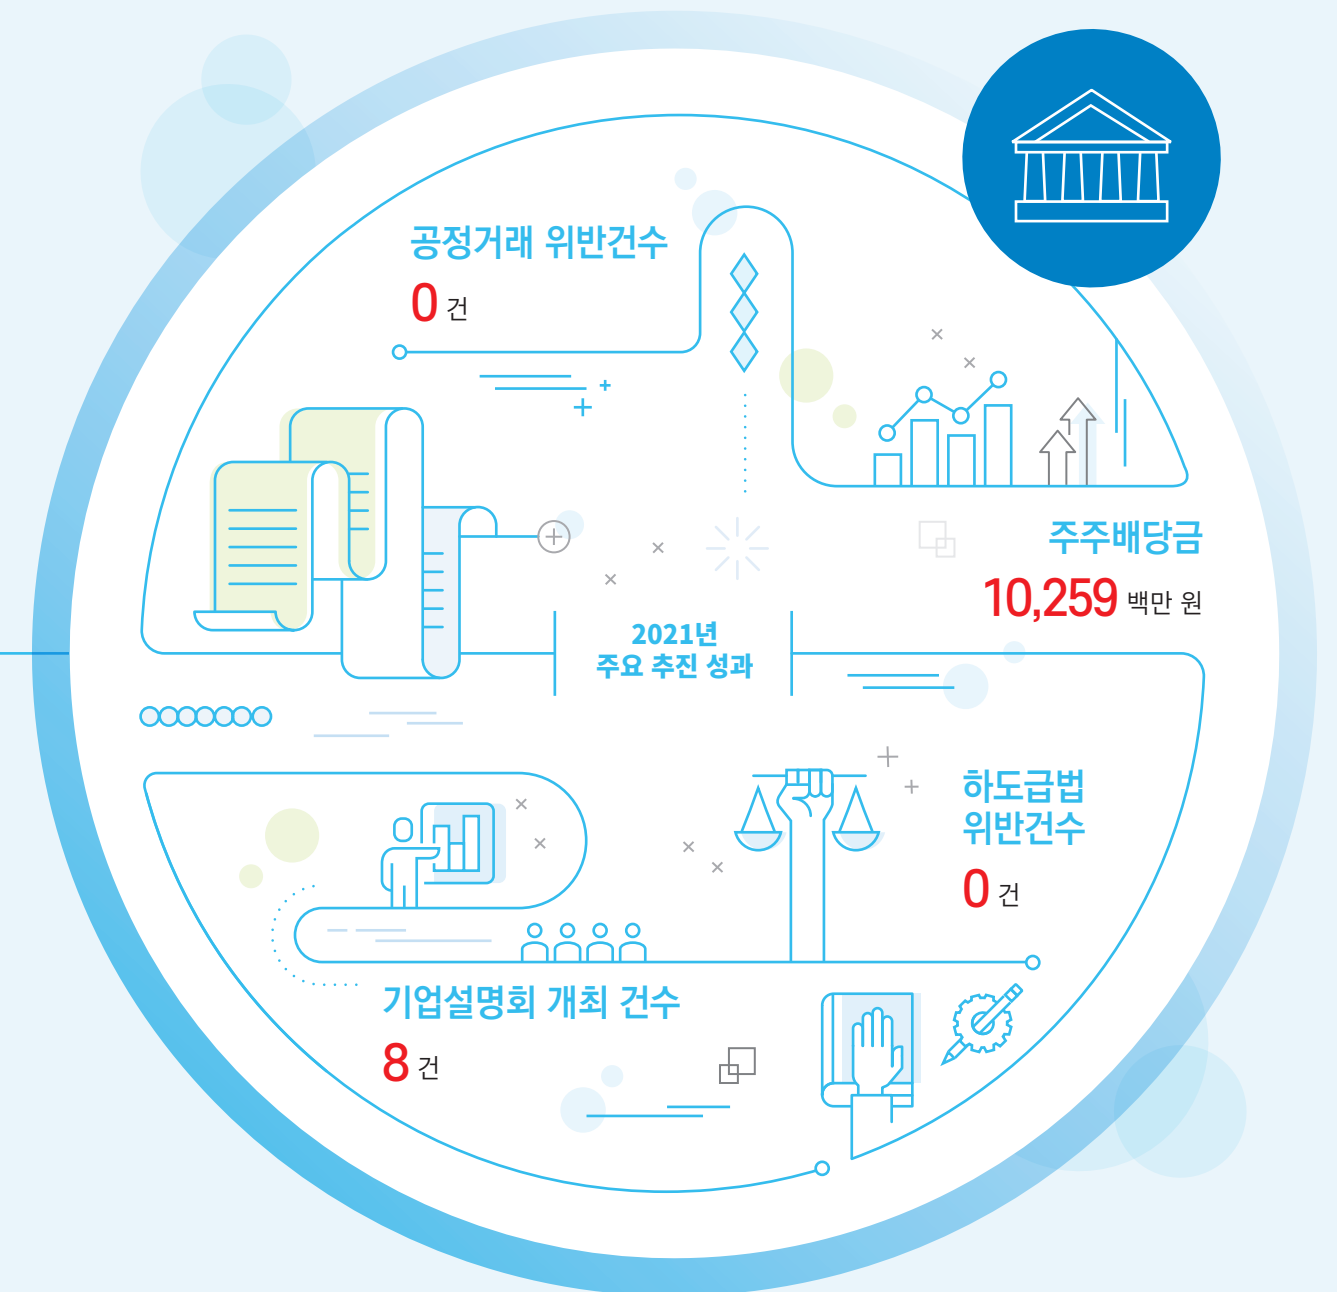 공정거래 위반건수
0 건
주주배당금
10,259 백만 원
2021년
주요 추진 성과
하도급법
위반건수
0 건
기업설명회 개최 건수
8 건